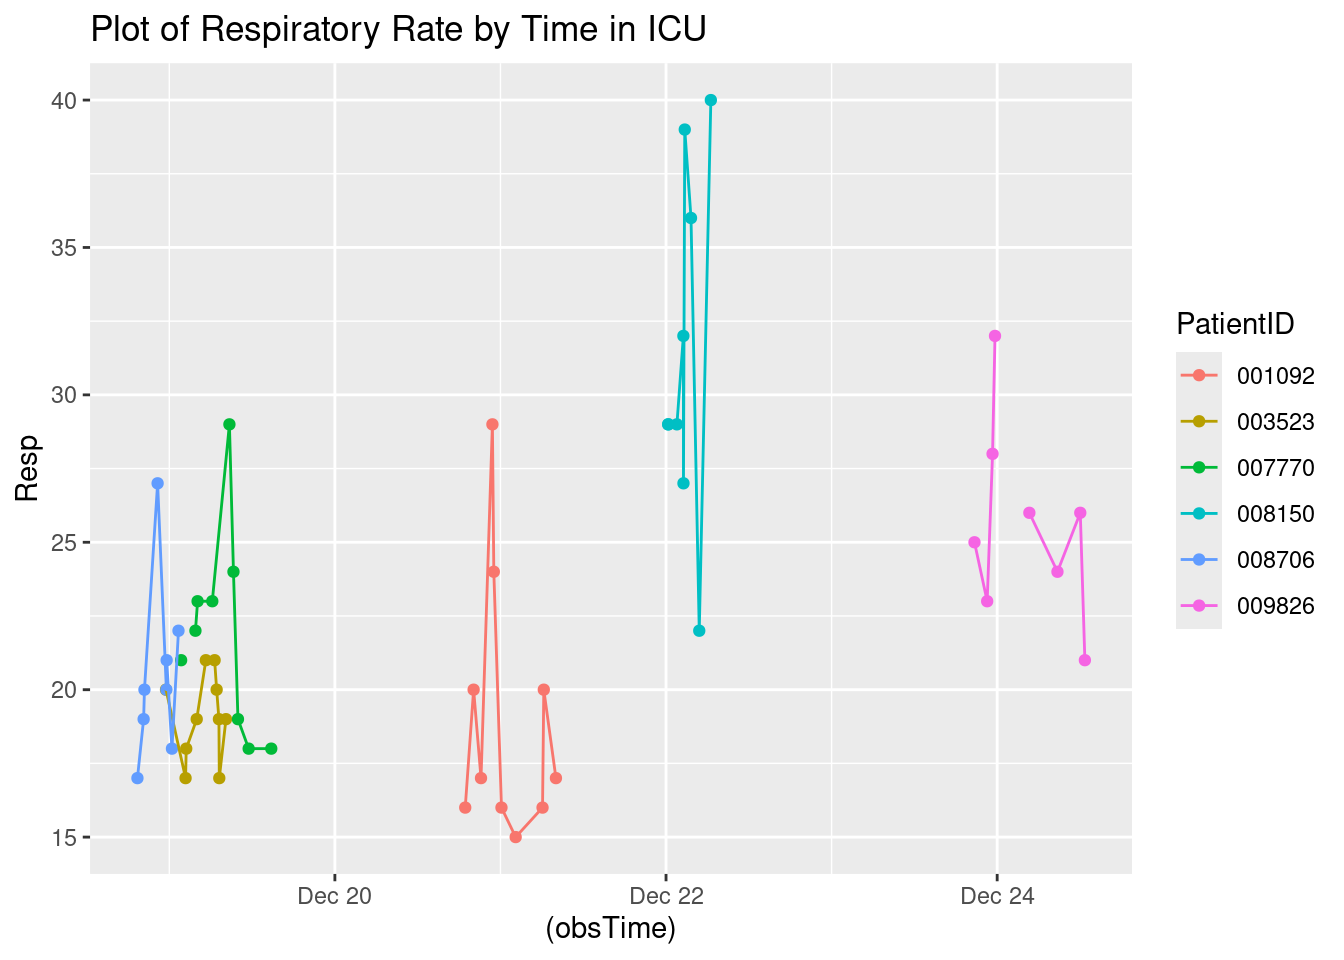 Plot of Respiratory Rate by Time in ICU
40
35
30
25
20
15
Resp
Dec 20
Dec 22
Dec 24
(obsTime)
PatientID
001092
003523
007770
008150
008706
009826